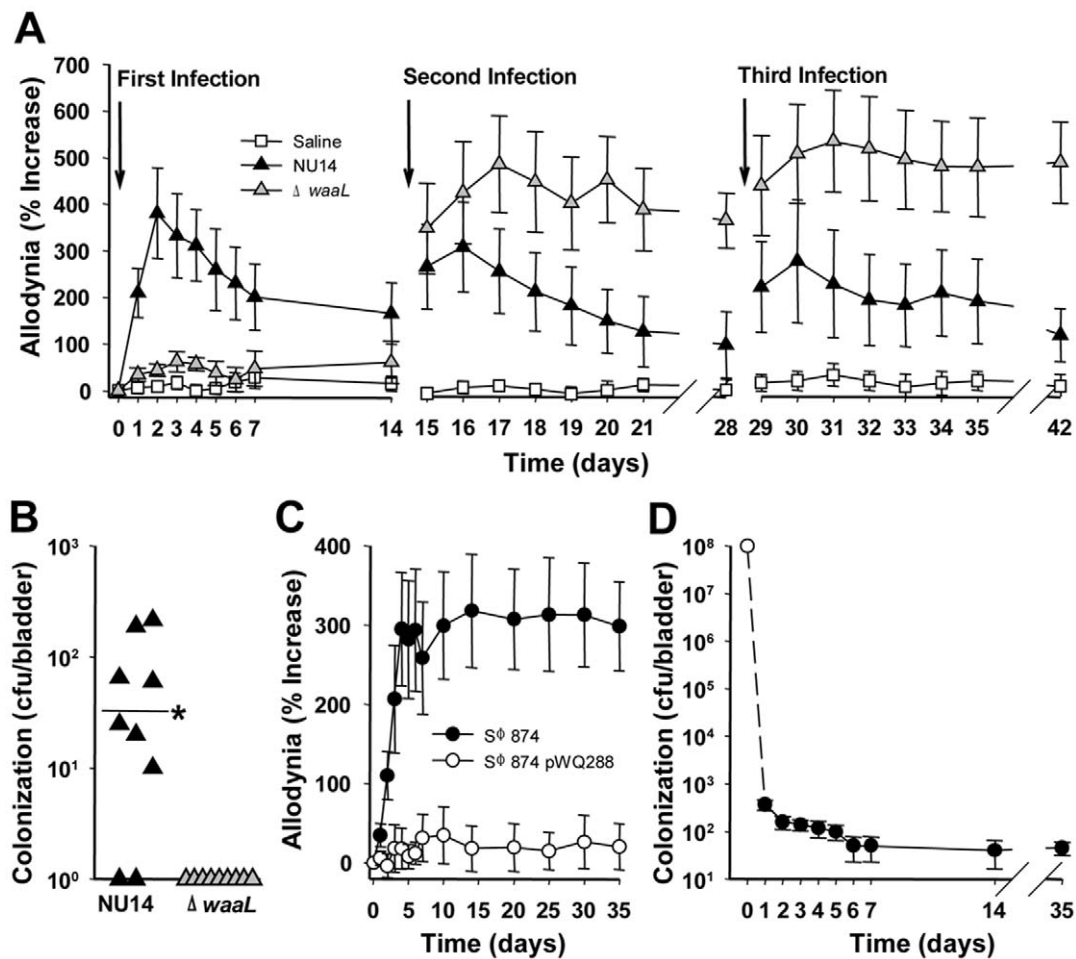 A
First Infection
Second Infection
Third Infection
Allodynia (% Increase)
700
600
500
400
300
200
100
0
Saline
NU14
Δ waaL
0 1 2 3 4 5 6 7 14 15 16 17 18 19 20 21 28 29 30 31 32 33 34 35 42
Time (days)
B
Colonization (cfu/bladder)
10³
10²
10¹
10⁰
*
NU14 Δ waaL
C
Allodynia (% Increase)
400
300
200
100
0
SΦ 874
SΦ 874 pWQ288
0 5 10 15 20 25 30 35
Time (days)
D
Colonization (cfu/bladder)
10⁸
10⁷
10⁶
10⁵
10⁴
10³
10²
10¹
0 1 2 3 4 5 6 7 14 35
Time (days)